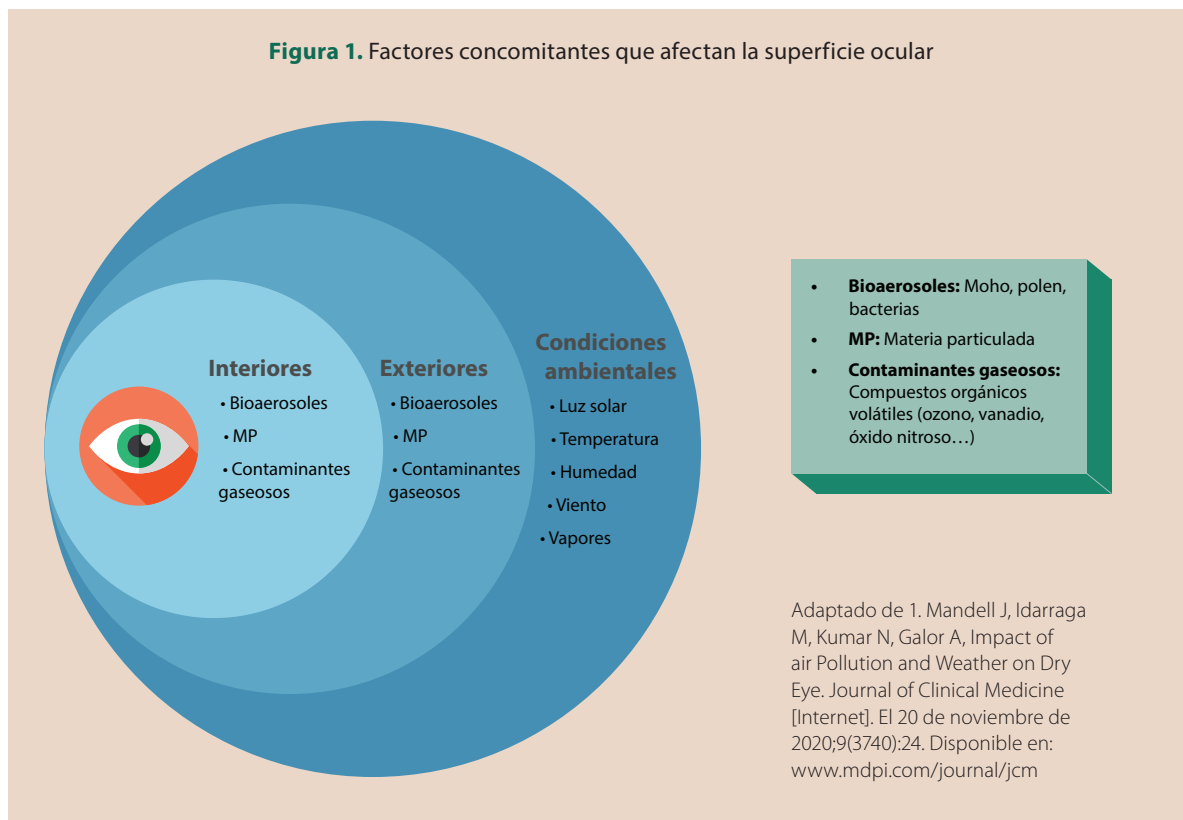 Figura 1. Factores concomitantes que afectan la superficie ocular
Interiores
• Bioaerosoles
• MP
• Contaminantes
gaseosos
Exteriores
• Bioaerosoles
• MP
• Contaminantes
gaseosos
Condiciones
ambientales
• Luz solar
• Temperatura
• Humedad
• Viento
• Vapores
• Bioaerosoles: Moho, polen,
bacterias
• MP: Materia particulada
• Contaminantes gaseosos:
Compuestos orgánicos
volátiles (ozono, vanadio,
óxido nitroso…)
Adaptado de 1. Mandell J, Idarraga
M, Kumar N, Galor A, Impact of
air Pollution and Weather on Dry
Eye. Journal of Clinical Medicine
[Internet]. El 20 de noviembre de
2020;9(3740):24. Disponible en:
www.mdpi.com/journal/jcm